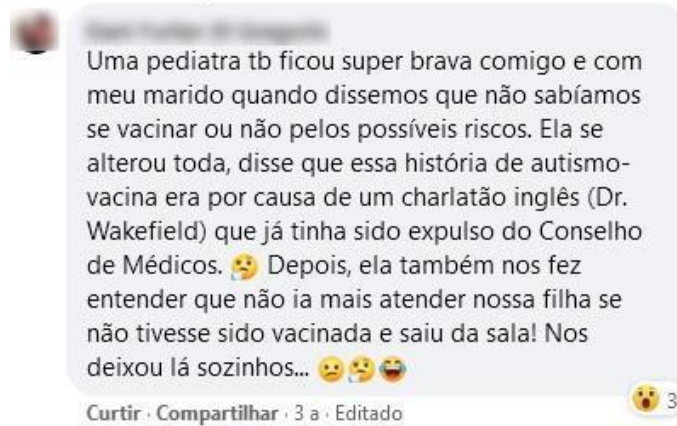 Uma pediatra tb ficou super brava comigo e com
meu marido quando dissemos que não sabíamos
se vacinar ou não pelos possíveis riscos. Ela se
alterou toda, disse que essa história de autismo-
vacina era por causa de um charlatão inglês (Dr.
Wakefield) que já tinha sido expulso do Conselho
de Médicos. 🤔 Depois, ela também nos fez
entender que não ia mais atender nossa filha se
não tivesse sido vacinada e saiu da sala! Nos
deixou lá sozinhos... 😕🤔😂
Curtir · Compartilhar · 3 a · Editado
😮 3